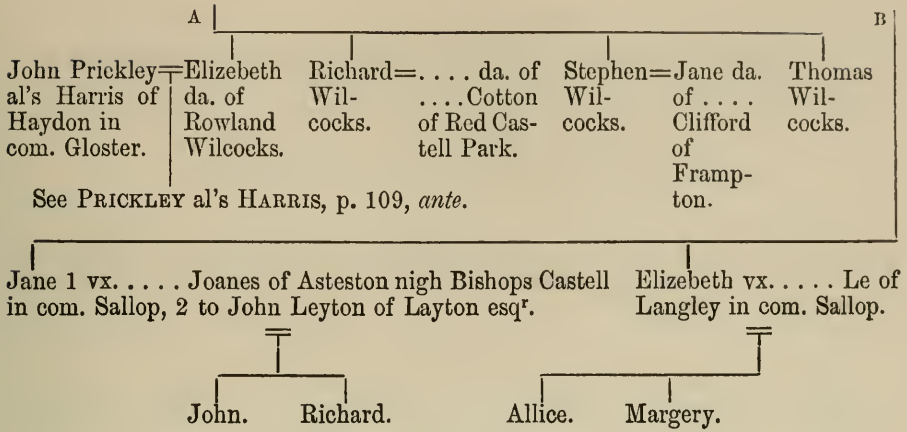 A B
John Prickley=Elizebeth
al's Harris of da. of
Haydon in Rowland
com. Gloster. Wilcocks.
Richard=. . . . da. of
Wil- . . . . Cotton
cocks. of Red Cas-
tell Park.
Stephen=Jane da.
Wil- of . . . .
cocks. Clifford
of
Framp-
ton.
Thomas
Wil-
cocks.
See PRICKLEY al's HARRIS, p. 109, ante.
Jane 1 vx. . . . . Joanes of Asteston nigh Bishops Castell
in com. Sallop, 2 to John Leyton of Layton esqʳ.
Elizebeth vx. . . . . Le of
Langley in com. Sallop.
John. Richard. Allice. Margery.